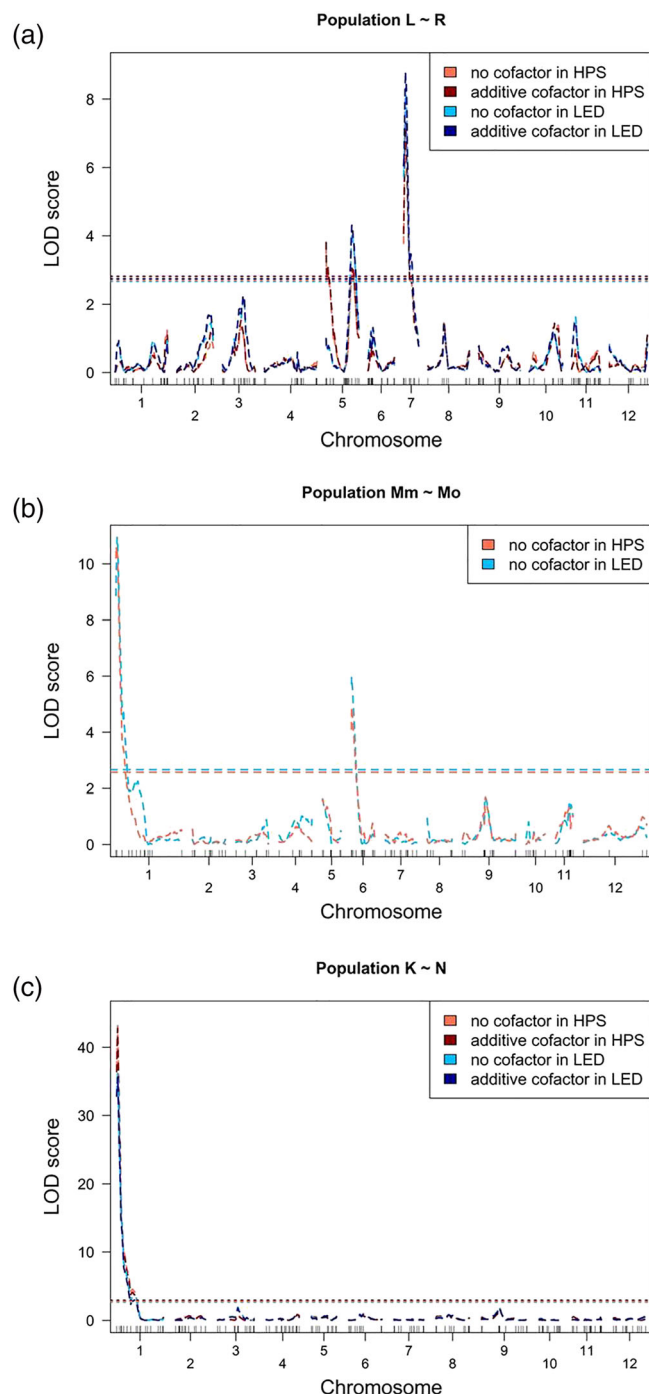 (a)
Population L ~ R
no cofactor in HPS
additive cofactor in HPS
no cofactor in LED
additive cofactor in LED
LOD score
8
6
4
2
0
1 2 3 4 5 6 7 8 9 10 11 12
Chromosome
(b)
Population Mm ~ Mo
no cofactor in HPS
no cofactor in LED
LOD score
10
8
6
4
2
0
1 2 3 4 5 6 7 8 9 10 11 12
Chromosome
(c)
Population K ~ N
no cofactor in HPS
additive cofactor in HPS
no cofactor in LED
additive cofactor in LED
LOD score
40
30
20
10
0
1 2 3 4 5 6 7 8 9 10 11 12
Chromosome